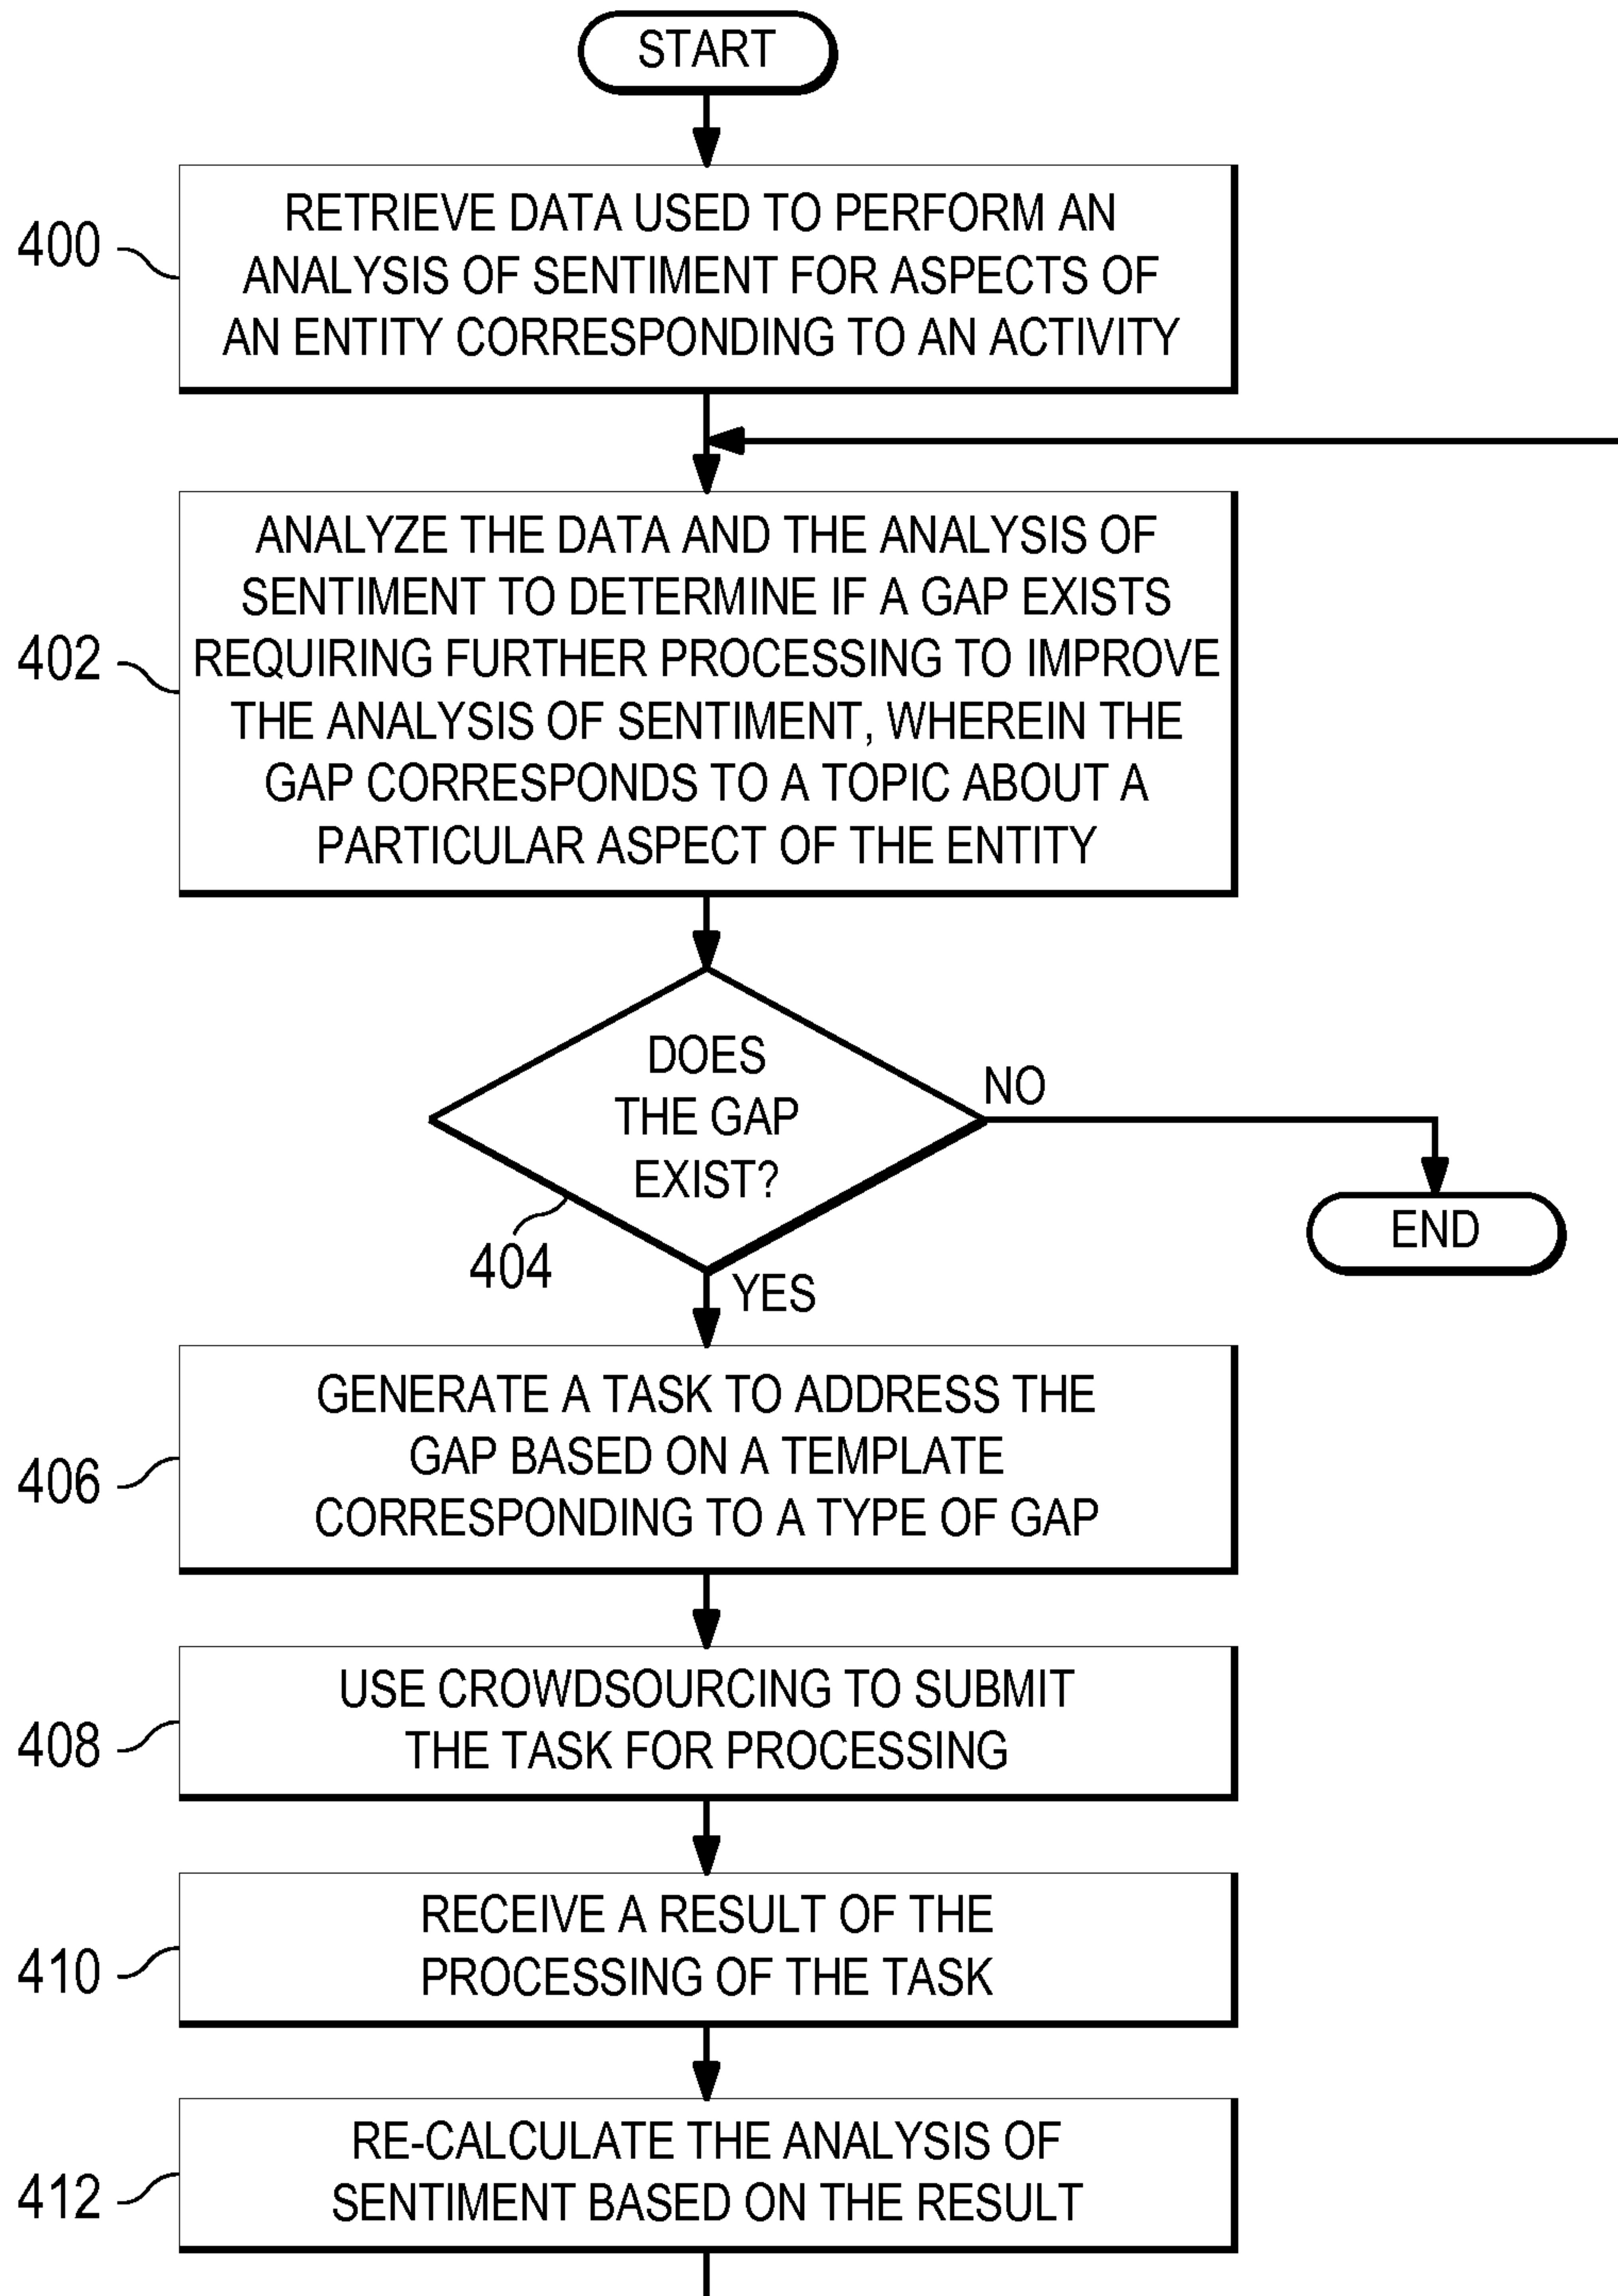 START
400
RETRIEVE DATA USED TO PERFORM AN
ANALYSIS OF SENTIMENT FOR ASPECTS OF
AN ENTITY CORRESPONDING TO AN ACTIVITY
402
ANALYZE THE DATA AND THE ANALYSIS OF
SENTIMENT TO DETERMINE IF A GAP EXISTS
REQUIRING FURTHER PROCESSING TO IMPROVE
THE ANALYSIS OF SENTIMENT, WHEREIN THE
GAP CORRESPONDS TO A TOPIC ABOUT A
PARTICULAR ASPECT OF THE ENTITY
DOES
THE GAP
EXIST?
404
NO
END
YES
406
GENERATE A TASK TO ADDRESS THE
GAP BASED ON A TEMPLATE
CORRESPONDING TO A TYPE OF GAP
408
USE CROWDSOURCING TO SUBMIT
THE TASK FOR PROCESSING
410
RECEIVE A RESULT OF THE
PROCESSING OF THE TASK
412
RE-CALCULATE THE ANALYSIS OF
SENTIMENT BASED ON THE RESULT